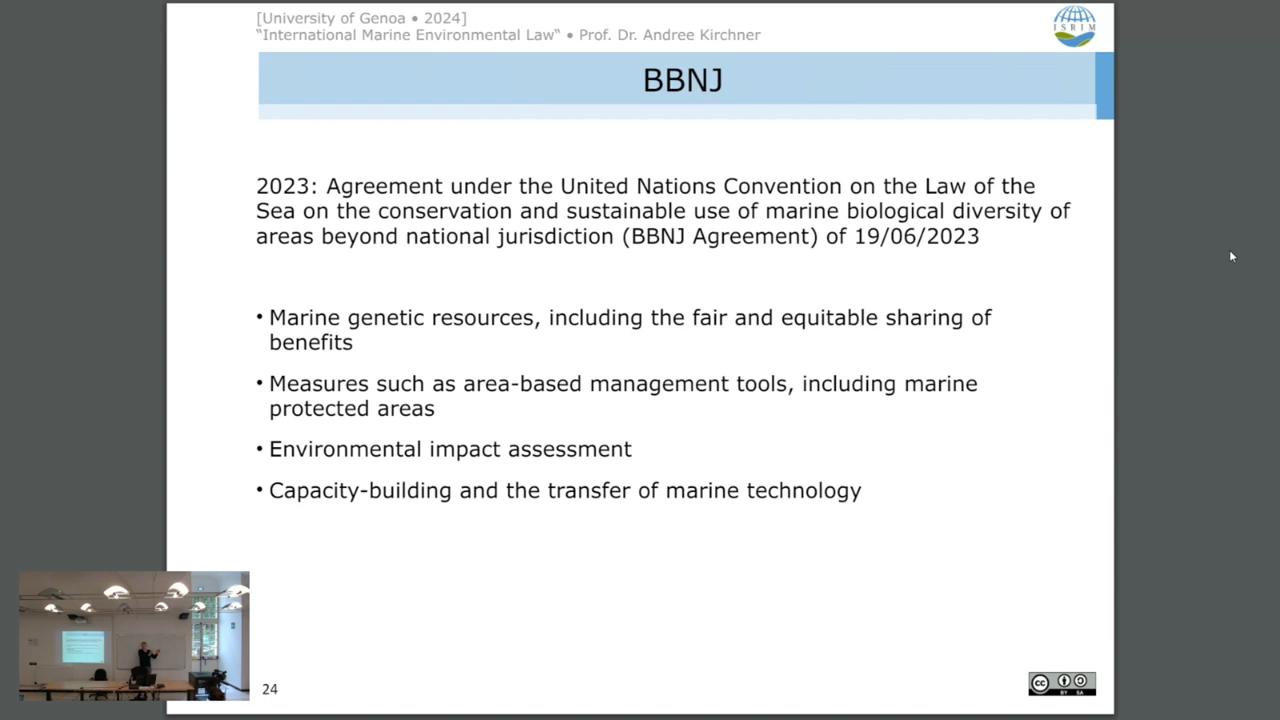 [University of Genoa • 2024]
"International Marine Environmental Law" • Prof. Dr. Andree Kirchner
ISRIM
BBNJ
2023: Agreement under the United Nations Convention on the Law of the
Sea on the conservation and sustainable use of marine biological diversity of
areas beyond national jurisdiction (BBNJ Agreement) of 19/06/2023
• Marine genetic resources, including the fair and equitable sharing of
benefits
• Measures such as area-based management tools, including marine
protected areas
• Environmental impact assessment
• Capacity-building and the transfer of marine technology
24
cc
BY SA